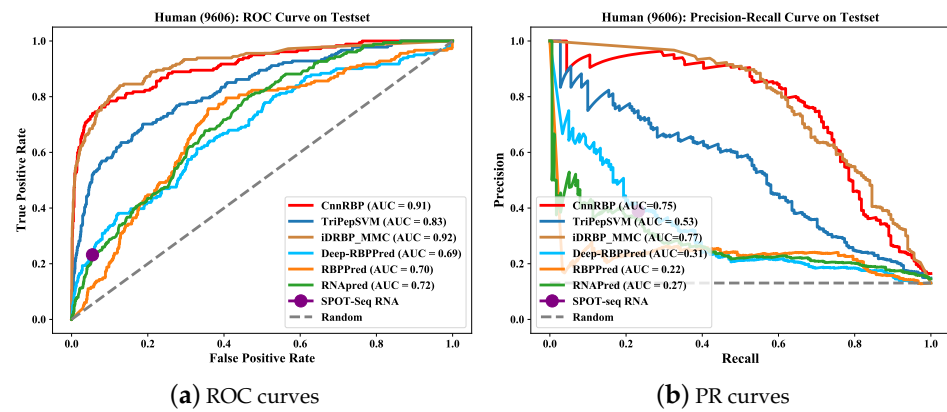 Human (9606): ROC Curve on Testset
True Positive Rate
1.0
0.8
0.6
0.4
0.2
0.0
CnnRBP (AUC = 0.91)
TriPepSVM (AUC = 0.83)
iDRBP_MMC (AUC = 0.92)
Deep-RBPPred (AUC = 0.69)
RBPPred (AUC = 0.70)
RNApred (AUC = 0.72)
SPOT-Seq RNA
Random
0.0 0.2 0.4 0.6 0.8 1.0
False Positive Rate
(a) ROC curves
Human (9606): Precision-Recall Curve on Testset
Precision
1.0
0.8
0.6
0.4
0.2
0.0
CnnRBP (AUC=0.75)
TriPepSVM (AUC = 0.53)
iDRBP_MMC (AUC=0.77)
Deep-RBPPred (AUC=0.31)
RBPPred (AUC = 0.22)
RNApred (AUC = 0.27)
SPOT-Seq RNA
Random
0.0 0.2 0.4 0.6 0.8 1.0
Recall
(b) PR curves